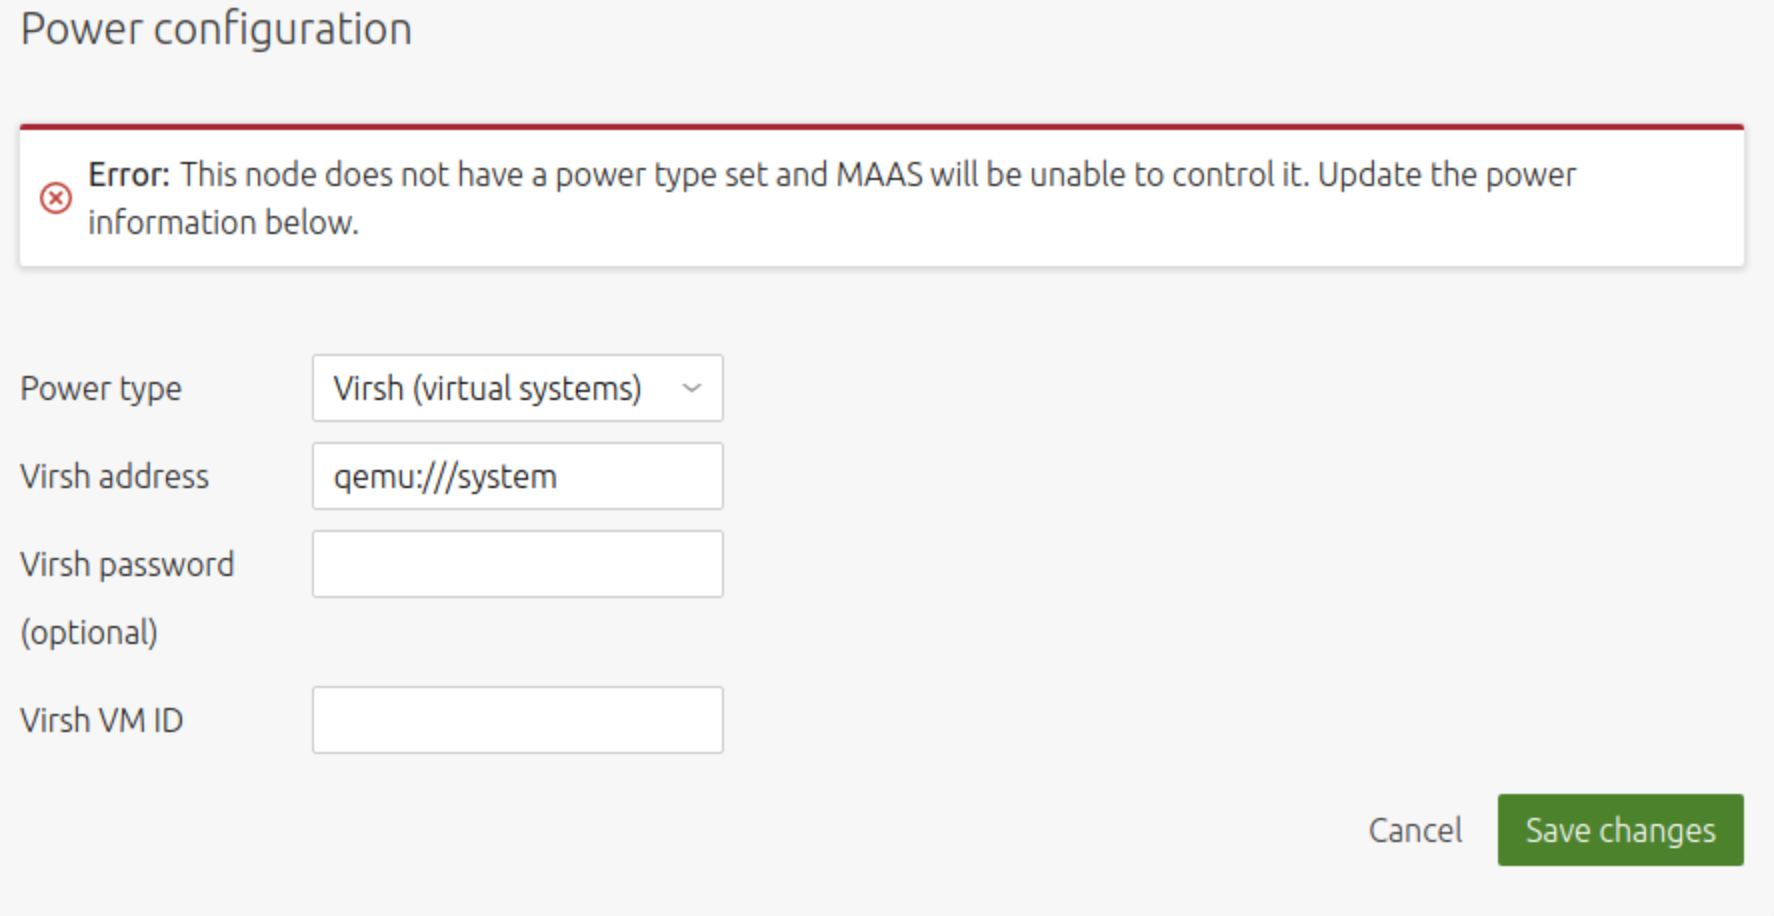 Power configuration
Error: This node does not have a power type set and MAAS will be unable to control it. Update the power
information below.
Power type
Virsh (virtual systems)
Virsh address
qemu:///system
Virsh password
(optional)
Virsh VM ID
Cancel
Save changes